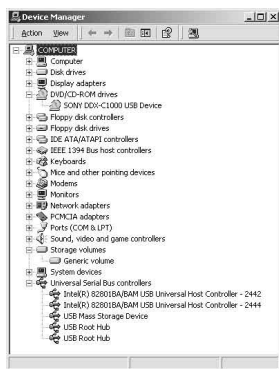 Device Manager
Action View
COMPUTER
Computer
Disk drives
Display adapters
DVD/CD-ROM drives
SONY DDX-C1000 USB Device
Floppy disk controllers
Floppy disk drives
IDE ATA/ATAPI controllers
IEEE 1394 Bus host controllers
Keyboards
Mice and other pointing devices
Modems
Monitors
Network adapters
PCMCIA adapters
Ports (COM & LPT)
Sound, video and game controllers
Storage volumes
Generic volume
System devices
Universal Serial Bus controllers
Intel(R) 82801BA/BAM USB Universal Host Controller - 2442
Intel(R) 82801BA/BAM USB Universal Host Controller - 2444
USB Mass Storage Device
USB Root Hub
USB Root Hub